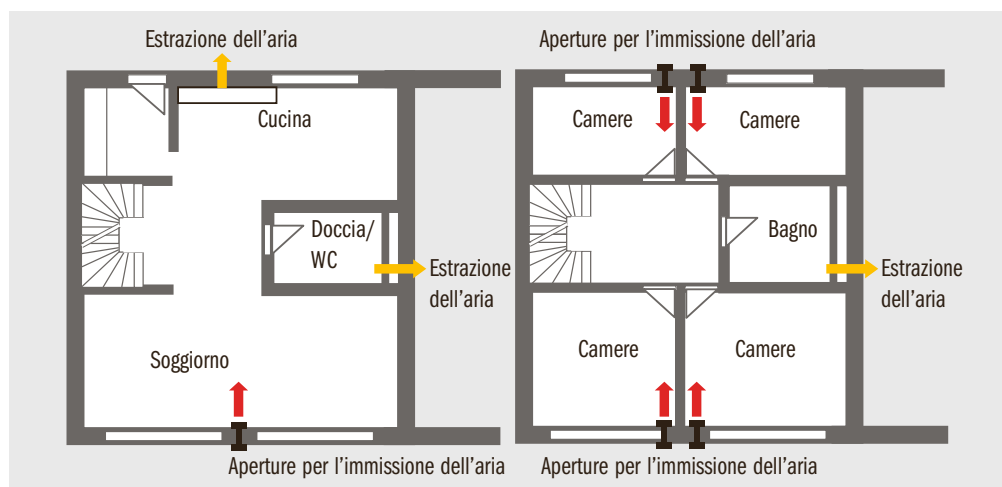 Estrazione dell'aria
Cucina
Doccia/
WC
Estrazione
dell'aria
Soggiorno
Aperture per l'immissione dell'aria
Aperture per l'immissione dell'aria
Camere
Camere
Bagno
Estrazione
dell'aria
Camere
Camere
Aperture per l'immissione dell'aria